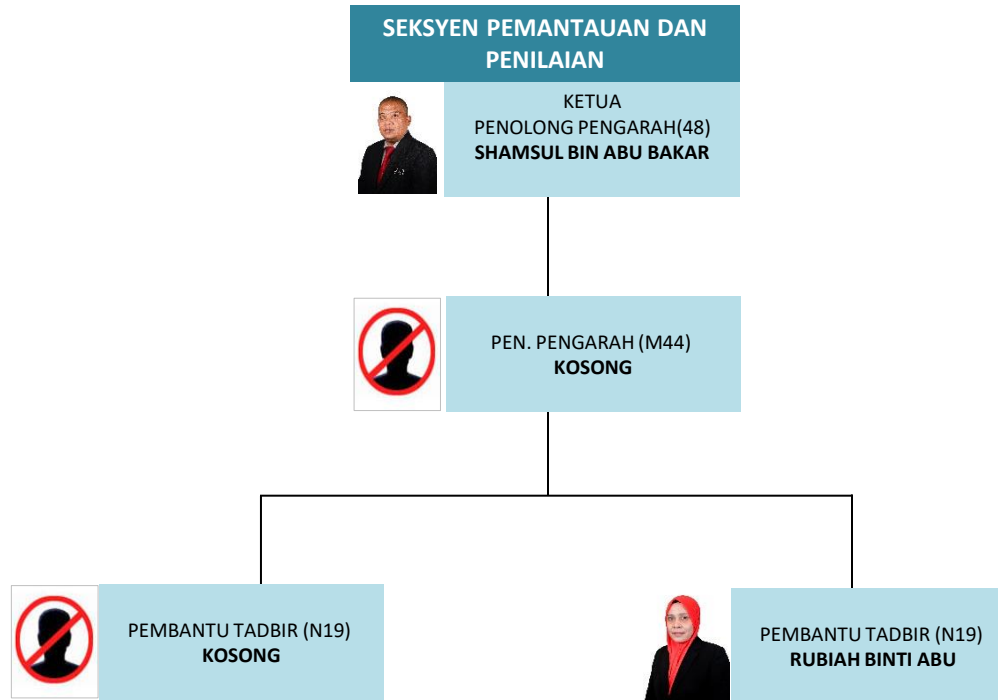 SEKSYEN PEMANTAUAN DAN
PENILAIAN
KETUA
PENOLONG PENGARAH(48)
SHAMSUL BIN ABU BAKAR
PEN. PENGARAH (M44)
KOSONG
PEMBANTU TADBIR (N19)
KOSONG
PEMBANTU TADBIR (N19)
RUBIAH BINTI ABU